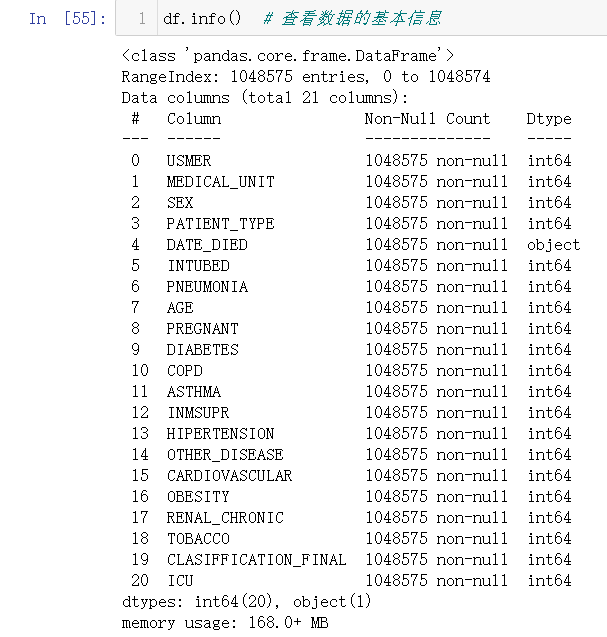 In [55]: 1 df.info()  # 查看数据的基本信息
<class 'pandas.core.frame.DataFrame'>
RangeIndex: 1048575 entries, 0 to 1048574
Data columns (total 21 columns):
 #   Column                Non-Null Count    Dtype
---  ------                --------------    -----
 0   USMER                 1048575 non-null  int64
 1   MEDICAL_UNIT          1048575 non-null  int64
 2   SEX                   1048575 non-null  int64
 3   PATIENT_TYPE          1048575 non-null  int64
 4   DATE_DIED             1048575 non-null  object
 5   INTUBED               1048575 non-null  int64
 6   PNEUMONIA             1048575 non-null  int64
 7   AGE                   1048575 non-null  int64
 8   PREGNANT              1048575 non-null  int64
 9   DIABETES              1048575 non-null  int64
 10  COPD                  1048575 non-null  int64
 11  ASTHMA                1048575 non-null  int64
 12  INMSUPR               1048575 non-null  int64
 13  HIPERTENSION          1048575 non-null  int64
 14  OTHER_DISEASE         1048575 non-null  int64
 15  CARDIOVASCULAR        1048575 non-null  int64
 16  OBESITY               1048575 non-null  int64
 17  RENAL_CHRONIC         1048575 non-null  int64
 18  TOBACCO               1048575 non-null  int64
 19  CLASIFFICATION_FINAL  1048575 non-null  int64
 20  ICU                   1048575 non-null  int64
dtypes: int64(20), object(1)
memory usage: 168.0+ MB